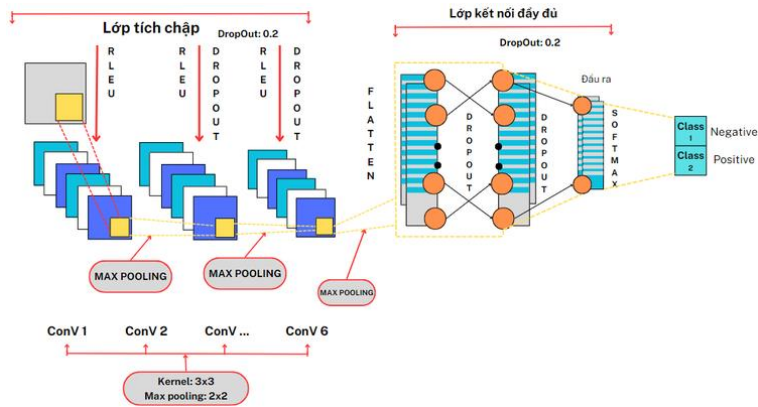 Lớp tích chập
DropOut: 0.2
RLEU
RLEU
DROPOUT
RLEU
DROPOUT
MAX POOLING
MAX POOLING
MAX POOLING
FLATTEN
Lớp kết nối đầy đủ
DropOut: 0.2
DROPOUT
DROPOUT
Đầu ra
SOFTMAX
Class
1
Negative
Class
2
Positive
ConV 1
ConV 2
ConV ...
ConV 6
Kernel: 3x3
Max pooling: 2x2